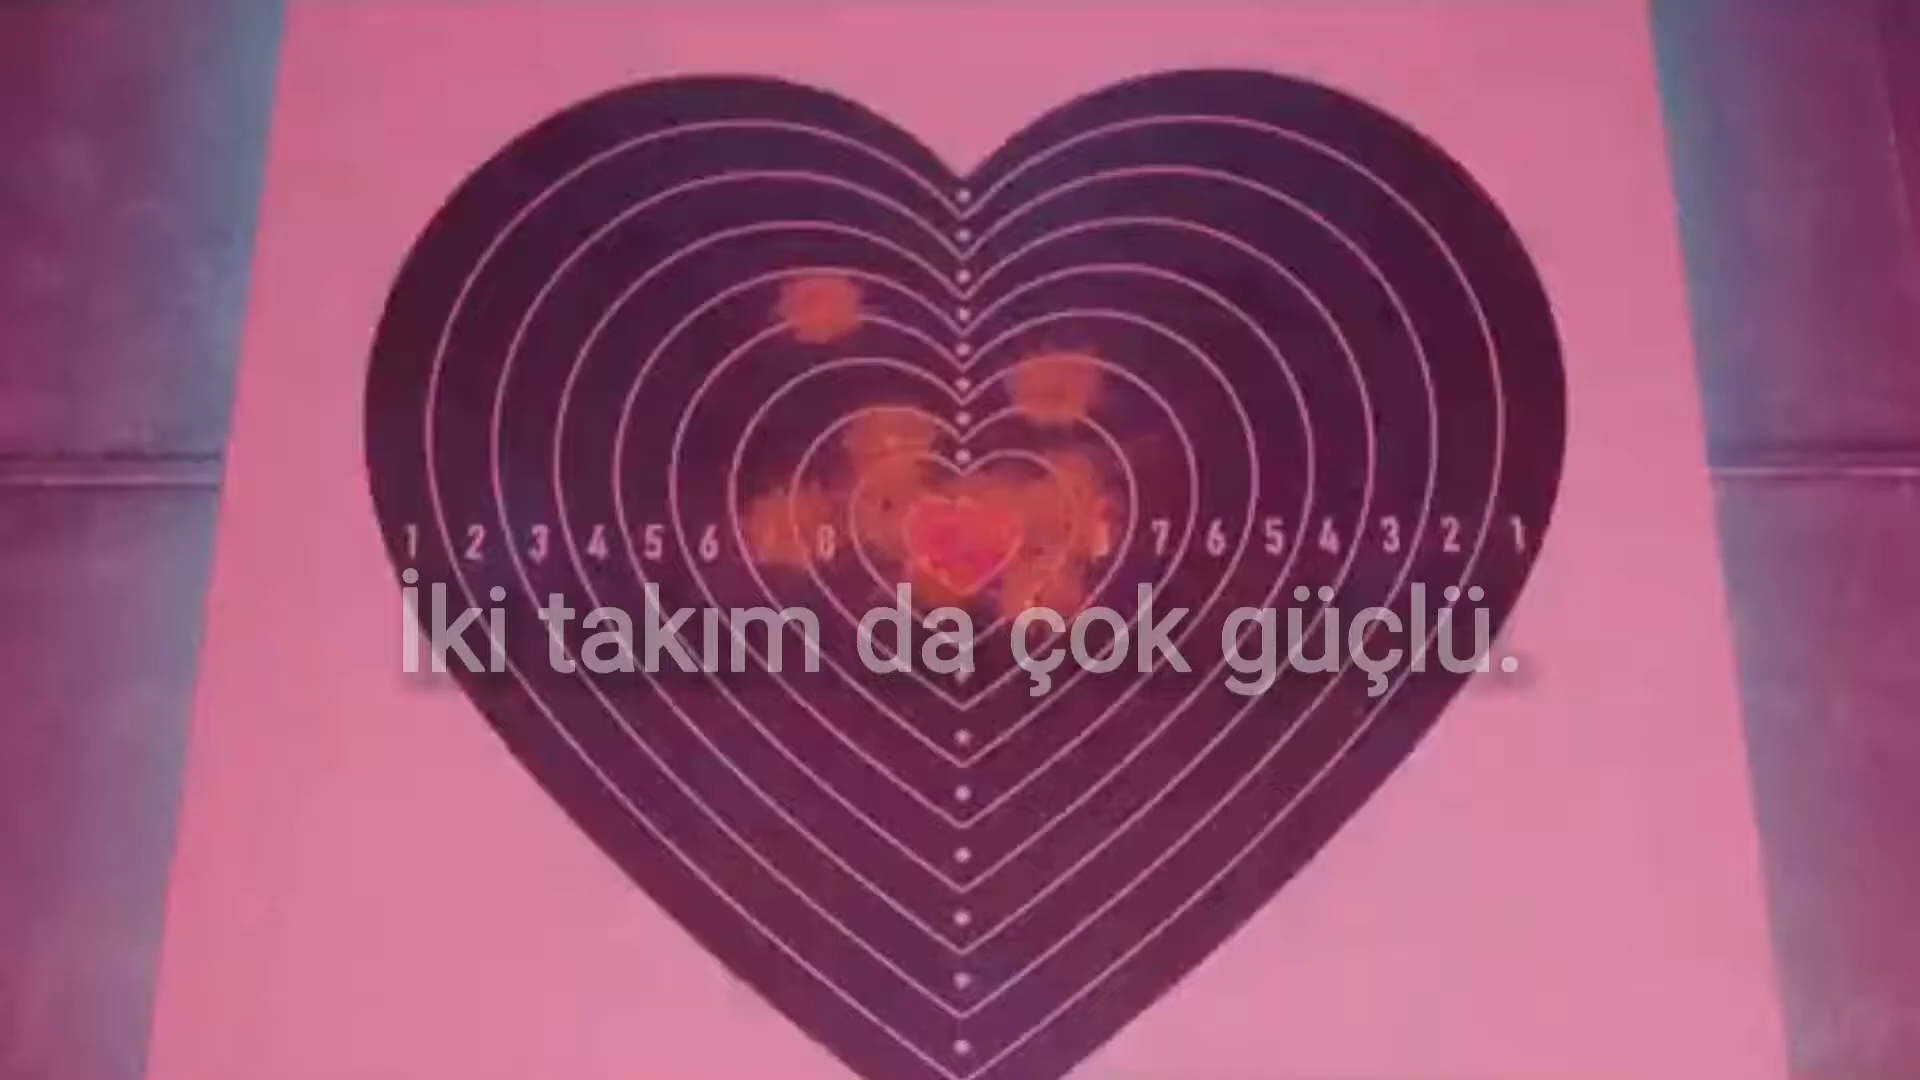 1 2 3 4 5 6 8 7 6 5 4 3 2 1
İki takım da çok güçlü.